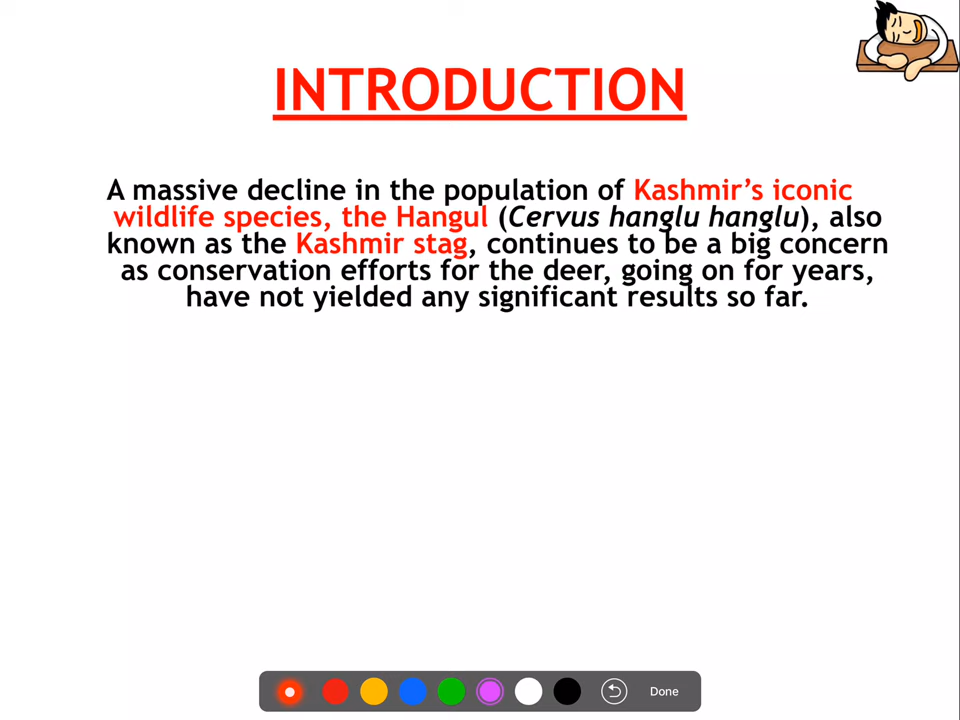 INTRODUCTION
A massive decline in the population of Kashmir’s iconic
wildlife species, the Hangul (Cervus hanglu hanglu), also
known as the Kashmir stag, continues to be a big concern
as conservation efforts for the deer, going on for years,
have not yielded any significant results so far.
Done